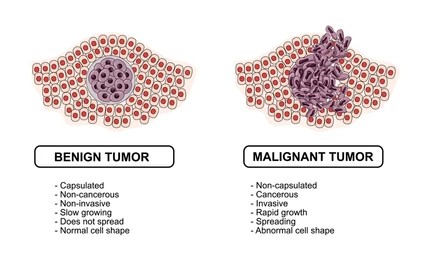 BENIGN TUMOR
- Capsulated
- Non-cancerous
- Non-invasive
- Slow growing
- Does not spread
- Normal cell shape
MALIGNANT TUMOR
- Non-capsulated
- Cancerous
- Invasive
- Rapid growth
- Spreading
- Abnormal cell shape